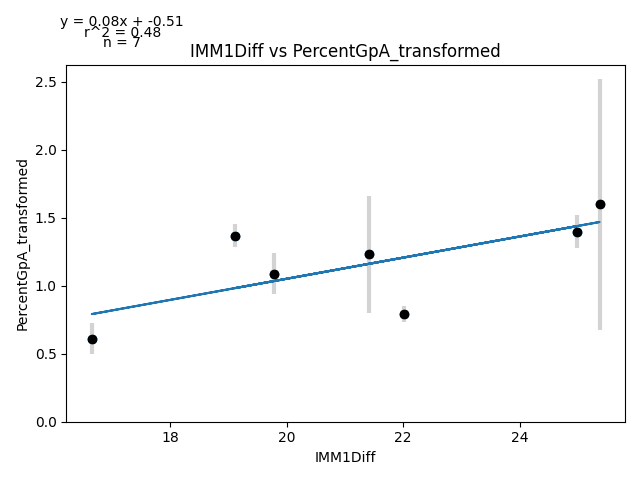 y = 0.08x + -0.51
r^2 = 0.48
n = 7
IMM1Diff vs PercentGpA_transformed
PercentGpA_transformed
2.5
2.0
1.5
1.0
0.5
0.0
18 20 22 24
IMM1Diff